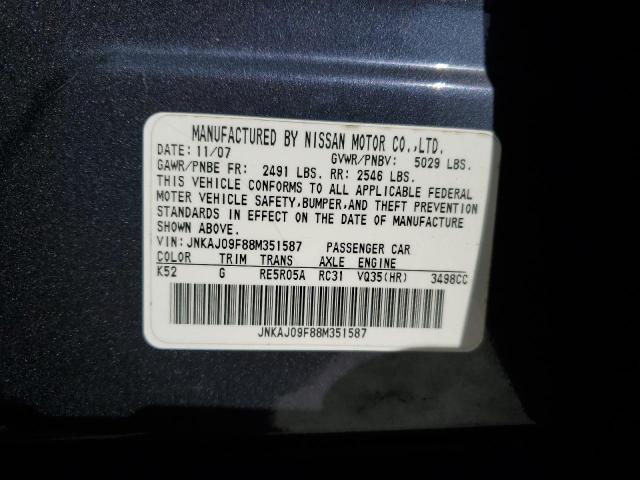 MANUFACTURED BY NISSAN MOTOR CO.,LTD.
DATE: 11/07 GVWR/PNBV: 5029 LBS.
GAWR/PNBE FR: 2491 LBS. RR: 2546 LBS.
THIS VEHICLE CONFORMS TO ALL APPLICABLE FEDERAL
MOTER VEHICLE SAFETY,BUMPER,AND THEFT PREVENTION
STANDARDS IN EFFECT ON THE DATE OF MANUFACTURE
SHOWN ABOVE.
VIN:JNKAJ09F88M351587 PASSENGER CAR
COLOR TRIM TRANS AXLE ENGINE
K52 G RE5R05A RC31 VQ35(HR) 3498CC
JNKAJ09F88M351587